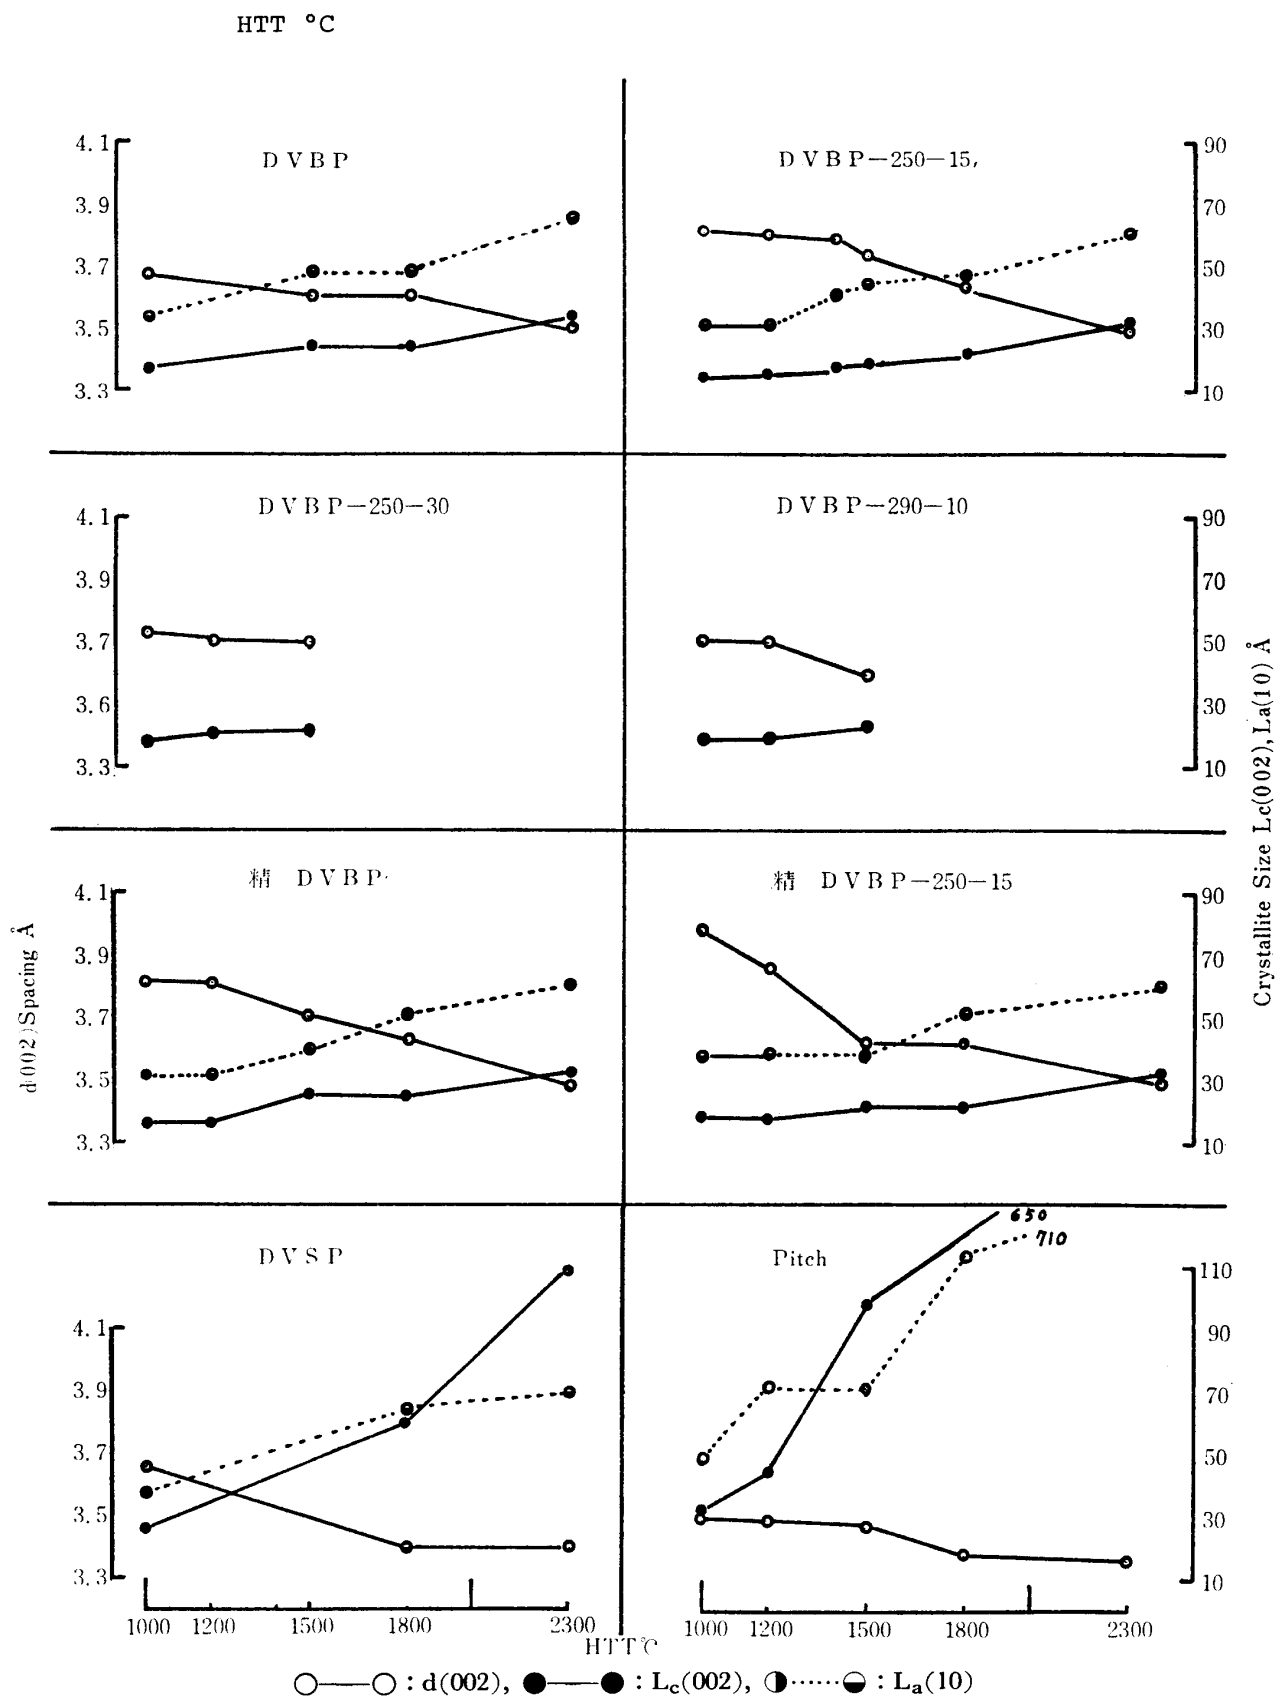 HTT °C
DVBP
4.1
3.9
3.7
3.5
3.3
DVBP-250-15,
90
70
50
30
10
DVBP-250-30
4.1
3.9
3.7
3.6
3.3
DVBP-290-10
90
70
50
30
10
精 DVBP
4.1
3.9
3.7
3.5
3.3
精 DVBP-250-15
90
70
50
30
10
d(002)Spacing Å
Crystallite Size Lc(002), La(10) Å
DVSP
4.1
3.9
3.7
3.5
3.3
Pitch
650
710
110
90
70
50
30
10
1000 1200 1500 1800 2300
1000 1200 1500 1800 2300
HTT℃
: d(002), : Lc(002), : La(10)